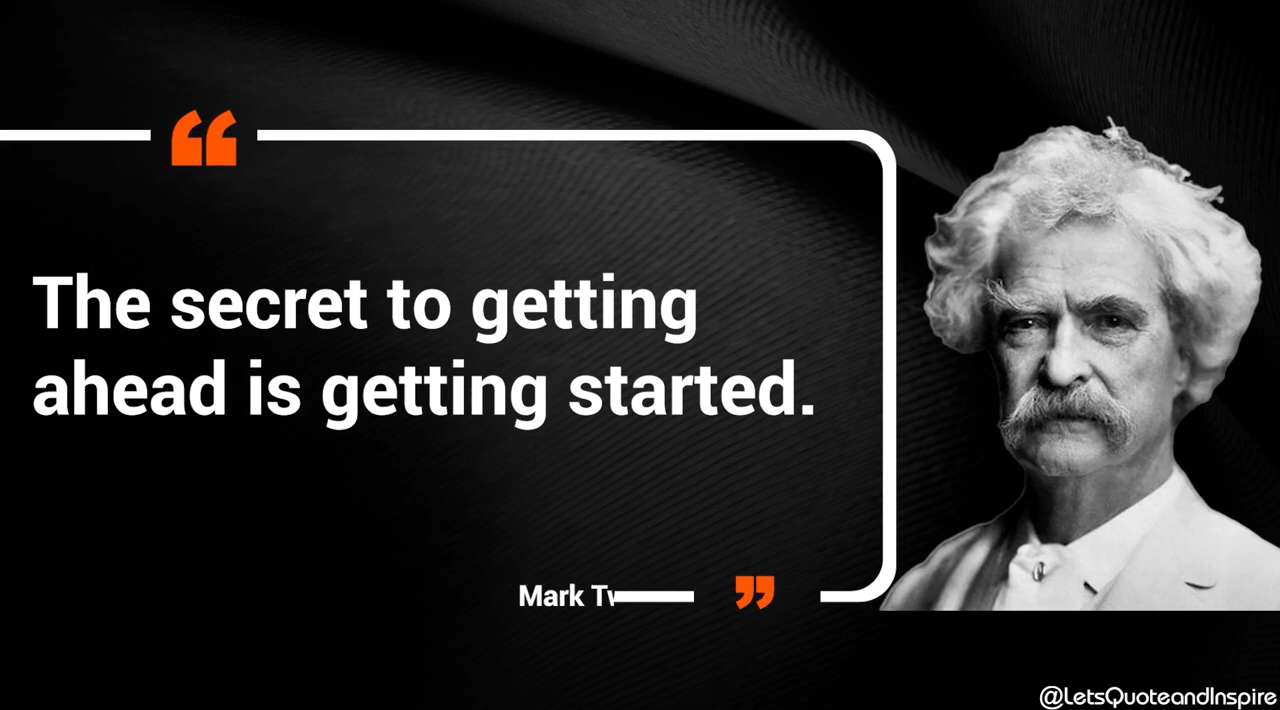 The secret to getting
ahead is getting started.
Mark
@LetsQuoteandInspire